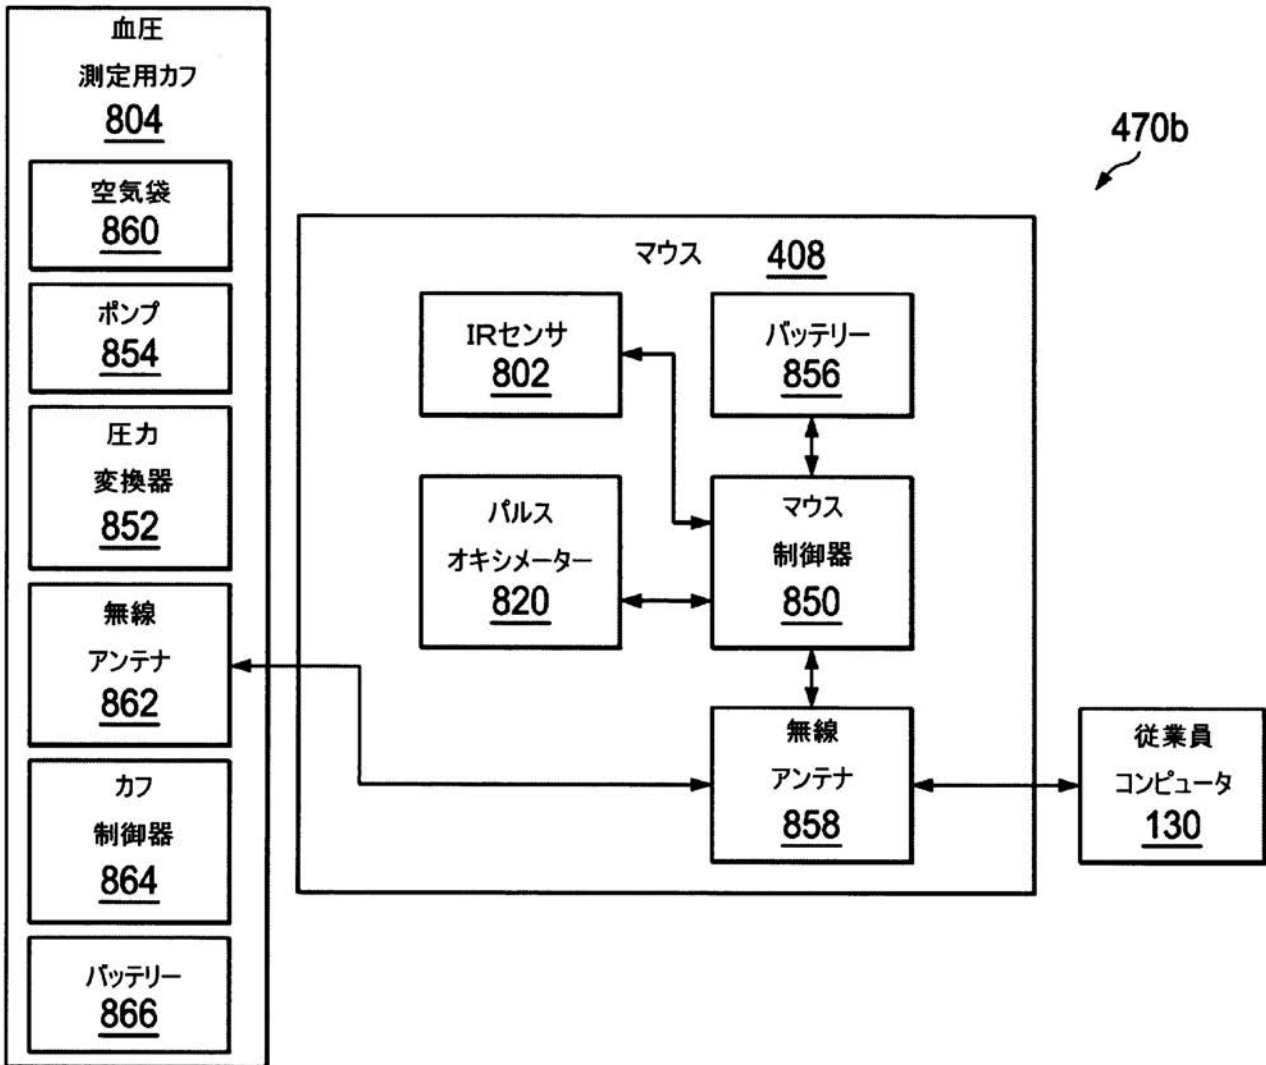 血圧
測定用カフ
804
空気袋
860
ポンプ
854
圧力
変換器
852
無線
アンテナ
862
カフ
制御器
864
バッテリー
866
470b
マウス 408
IRセンサ
802
バッテリー
856
パルス
オキシメーター
820
マウス
制御器
850
無線
アンテナ
858
従業員
コンピュータ
130